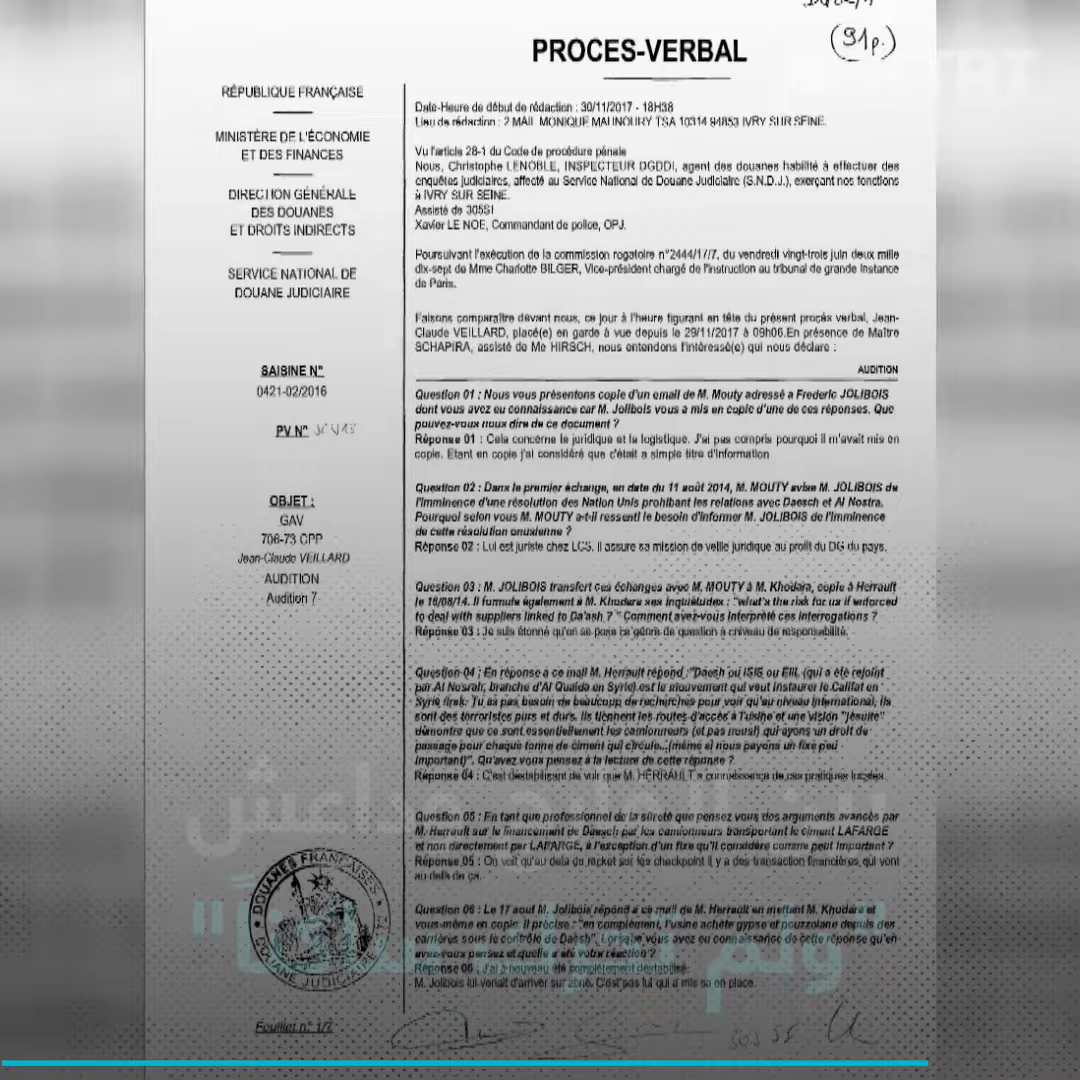 (91p.)
TRT
PROCES-VERBAL
RÉPUBLIQUE FRANÇAISE
MINISTÈRE DE L'ÉCONOMIE
ET DES FINANCES
DIRECTION GÉNÉRALE
DES DOUANES
ET DROITS INDIRECTS
SERVICE NATIONAL DE
DOUANE JUDICIAIRE
SAISINE N°
0421-02/2016
PV N°
OBJET :
GAV
706-73 CPP
Jean-Claude VEILLARD
AUDITION
Audition 7
Date-Heure de début de rédaction : 30/11/2017 - 18H38
Lieu de rédaction : 2 MAIL MONIQUE MAUNOURY TSA 10314 94853 IVRY SUR SEINE
Vu l'article 28-1 du Code de procédure pénale
Nous, Christophe LENOBLE, INSPECTEUR DGDDI, agent des douanes habilité à effectuer des
enquêtes judiciaires, affecté au Service National de Douane Judiciaire (S.N.D.J.), exerçant nos fonctions
à IVRY SUR SEINE.
Assisté de 305SI
Xavier LE NOE, Commandant de police, OPJ.
Poursuivant l'exécution de la commission rogatoire n°2444/17/7, du vendredi vingt-trois juin deux mille
dix-sept de Mme Charlotte BILGER, Vice-président chargé de l'instruction au tribunal de grande instance
de Paris.
Faisons comparaître devant nous, ce jour à l'heure figurant en tête du présent procès verbal, Jean-
Claude VEILLARD, placé(e) en garde à vue depuis le 29/11/2017 à 09h06.En présence de Maître
SCHAPIRA, assisté de Me HIRSCH, nous entendons l'intéressé(e) qui nous déclare :
AUDITION
Question 01 : Nous vous présentons copie d'un email de M. Mouty adressé a Frederic JOLIBOIS
dont vous avez eu connaissance car M. Jolibois vous a mis en copie d'une de ces réponses. Que
pouvez-vous nous dire de ce document ?
Réponse 01 : Cela concerne le juridique et la logistique. J'ai pas compris pourquoi il m'avait mis en
copie. Etant en copie j'ai considéré que c'était a simple titre d'information
Question 02 : Dans le premier échange, en date du 11 août 2014, M. MOUTY avise M. JOLIBOIS de
l'imminence d'une résolution des Nation Unis prohibant les relations avec Daesch et Al Nostra.
Pourquoi selon vous M. MOUTY a-t-il ressenti le besoin d'informer M. JOLIBOIS de l'imminence
de cette résolution onusienne ?
Réponse 02 : Lui est juriste chez LCS. Il assure sa mission de veille juridique au profit du DG du pays.
Question 03 : M. JOLIBOIS transfert ces échanges avec M. MOUTY à M. Khodara, copie à Herrault
le 18/08/14. Il formule également à M. Khodara ses inquiétudes : "what's the risk for us if enforced
to deal with suppliers linked to Da'ash ? " Comment avez-vous interprété ces interrogations ?
Réponse 03 : Je suis étonné qu'on se pose ce genre de question à ce niveau de responsabilité.
Question 04 : En réponse a ce mail M. Herrault répond :"Daesh ou ISIS ou EIIL (qui a été rejoint
par Al Nosrah, branche d'Al Quaida en Syrie) est le mouvement qui veut instaurer le Califat en
Syrie Irak. Tu as pas besoin de beaucoup de recherches pour voir qu'au niveau international, ils
sont des terroristes purs et durs. Ils tiennent les routes d'accès à l'usine et une vision "jésuite"
démontre que ce sont essentiellement les camionneurs (et pas nous!) qui ayons un droit de
passage pour chaque tonne de ciment qui circule...(même si nous payons un fixe peu
important)". Qu'avez vous pensez à la lecture de cette réponse ?
Réponse 04 : C'est déstabilisant de voir que M. HERRAULT a connaissance de ces pratiques locales.
Question 05 : En tant que professionnel de la sûreté que pensez vous des arguments avancés par
M. Herrault sur le financement de Daesch par les camionneurs transportant le ciment LAFARGE
et non directement par LAFARGE, à l'exception d'un fixe qu'il considère comme peut important ?
Réponse 05 : On voit qu'au dela du racket sur les checkpoint il y a des transaction financières qui vont
au delà de ça.
Question 06 : Le 17 aout M. Jolibois répond a ce mail de M. Herrault en mettant M. Khudara et
vous-même en copie. Il précise : "en complément, l'usine achète gypse et pouzzolane depuis des
carrières sous le contrôle de Daesh". Lorsque vous avez eu connaissance de cette réponse qu'en
avez-vous pensez et quelle a été votre réaction ?
Réponse 06 : J'ai à nouveau été complètement déstabilisé.
M. Jolibois lui venait d'arriver sur zone. C'est pas lui qui a mis sa en place.
DOUANES FRANÇAISES
DOUANE JUDICIAIRE
Feuillet n° 1/7